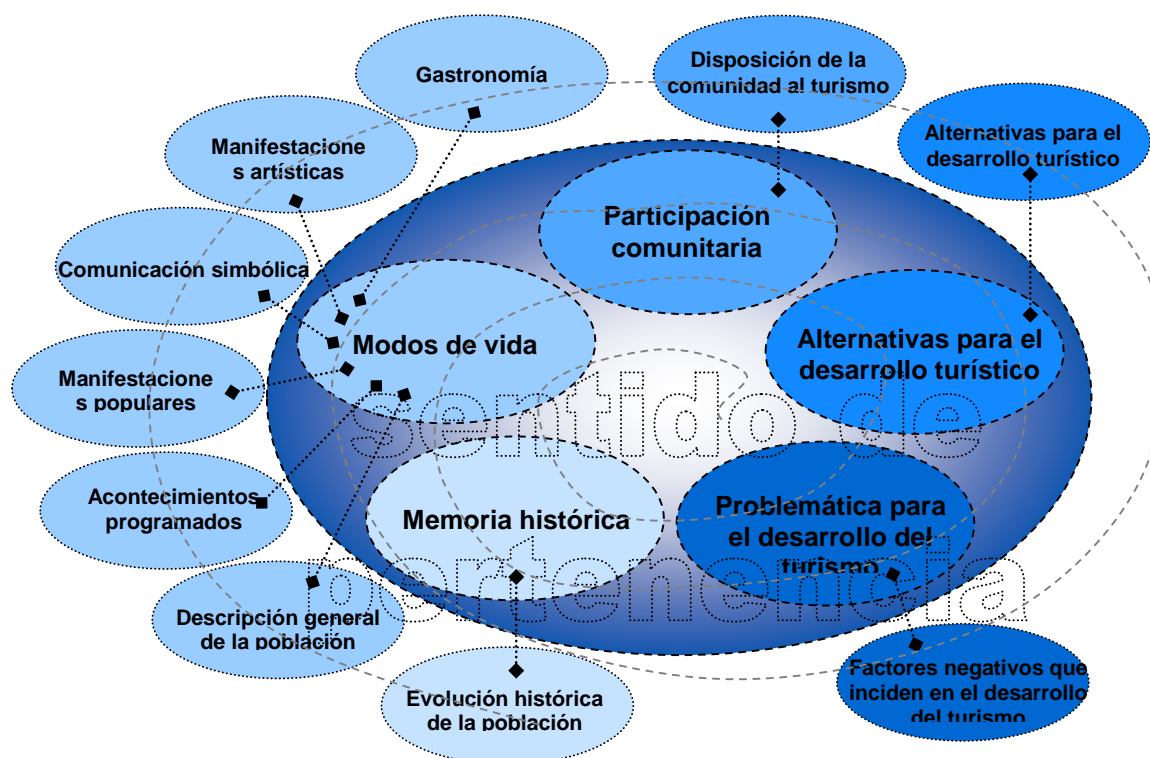 Gastronomía
Disposición de la
comunidad al turismo
Alternativas para el
desarrollo turístico
Manifestacione
s artísticas
Participación
comunitaria
Comunicación simbólica
Modos de vida
Alternativas para el
desarrollo turístico
Manifestacione
s populares
sentido de
pertenencia
Acontecimientos
programados
Memoria histórica
Problemática para
el desarrollo del
turismo
Descripción general
de la población
Evolución histórica
de la población
Factores negativos que
inciden en el desarrollo
del turismo